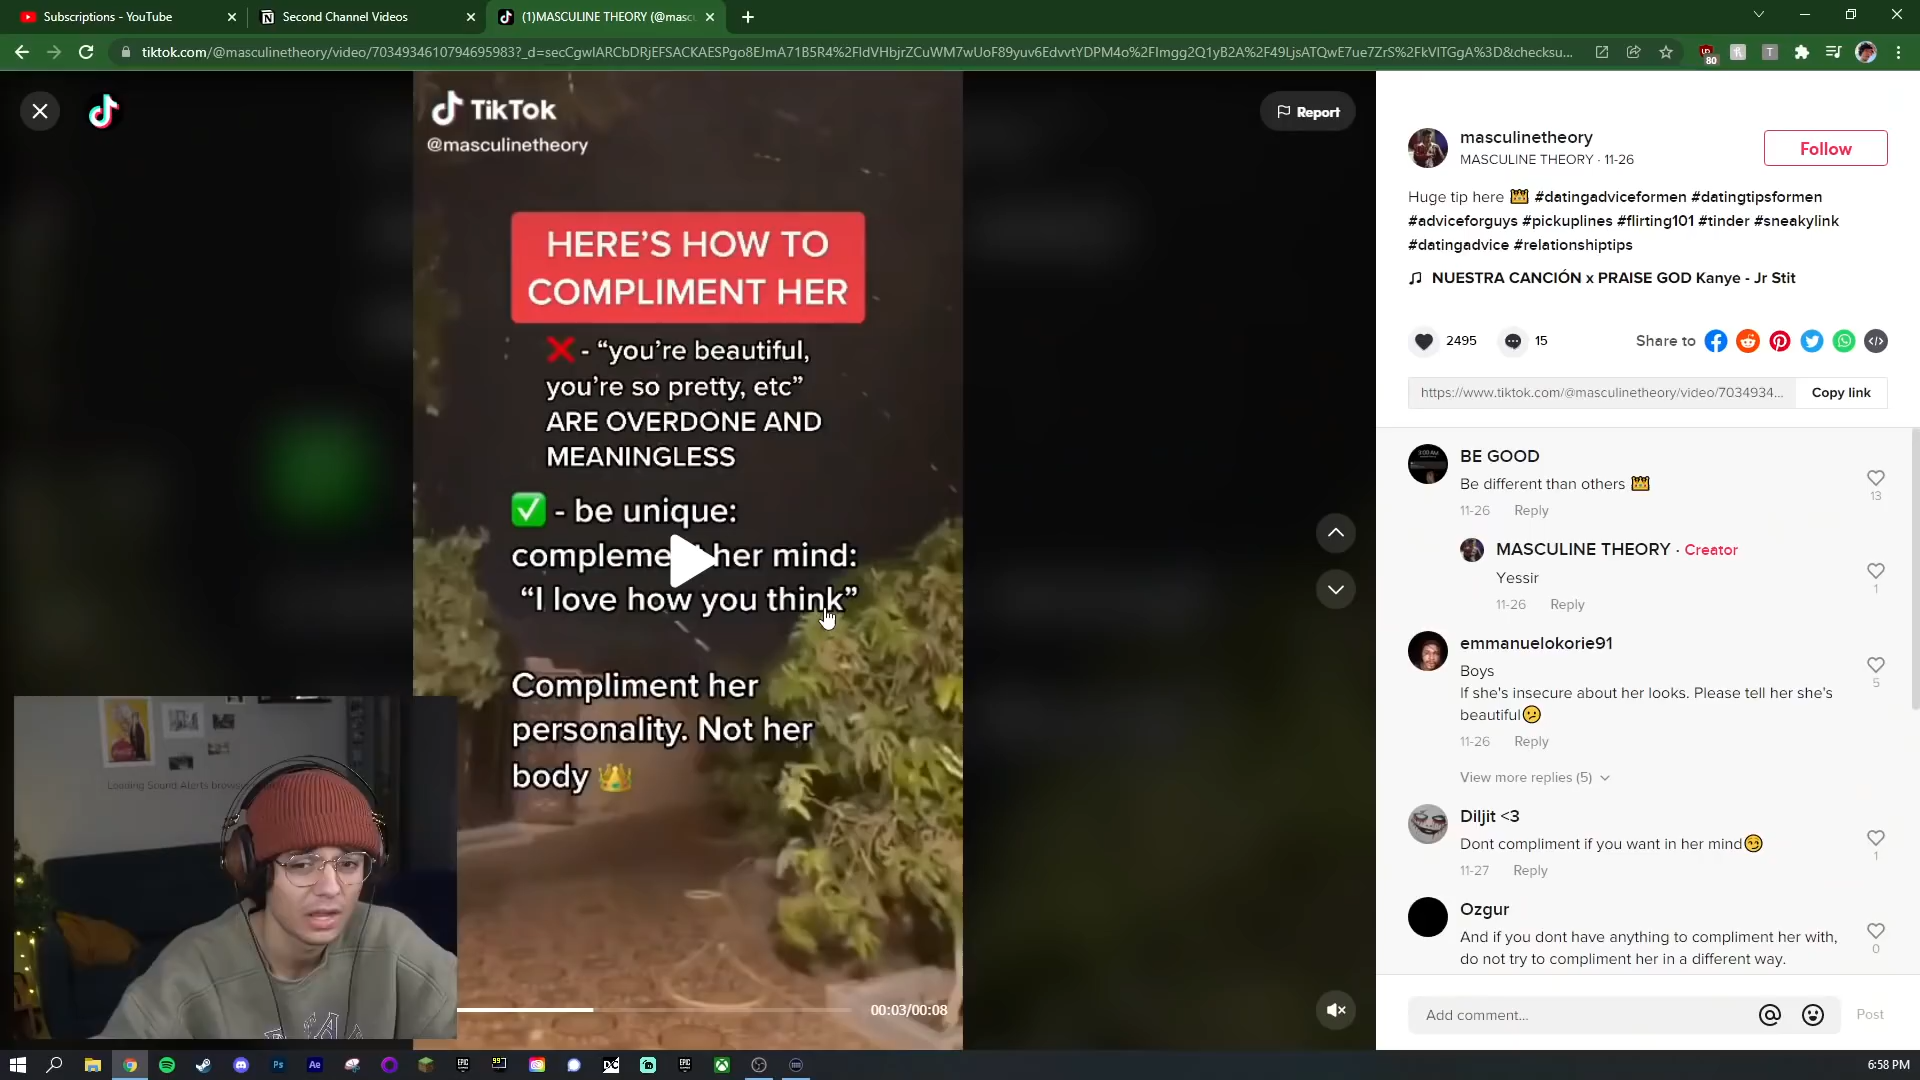 Subscriptions - YouTube
Second Channel Videos
(1)MASCULINE THEORY (@masc
tiktok.com/@masculinetheory/video/7034934610794695983?_d=
80
TikTok
@masculinetheory
Report
HERE'S HOW TO
COMPLIMENT HER
❌ - “you're beautiful,
you're so pretty, etc”
ARE OVERDONE AND
MEANINGLESS
✅ - be unique:
her mind:
“I love how you think”
Compliment her
personality. Not her
body 👑
00:03/00:08
masculinetheory
MASCULINE THEORY · 11-26
Follow
Huge tip here 👑 #datingadviceformen #datingtipsformen
#adviceforguys #pickuplines #flirting101 #tinder #sneakylink
#datingadvice #relationshiptips
NUESTRA CANCIÓN x PRAISE GOD Kanye - Jr Stit
2495
15
Share to
https://www.tiktok.com/@masculinetheory/video/7034934...
Copy link
BE GOOD
Be different than others 👑
13
11-26 Reply
MASCULINE THEORY · Creator
Yessir
1
11-26 Reply
emmanuelokorie91
Boys
If she's insecure about her looks. Please tell her she's
beautiful😕
5
11-26 Reply
View more replies (5)
Diljit <3
Dont compliment if you want in her mind😏
1
11-27 Reply
Ozgur
And if you dont have anything to compliment her with,
do not try to compliment her in a different way.
0
Add comment...
Post
Loading Sound Alerts
Ps
Ae
6:58 PM